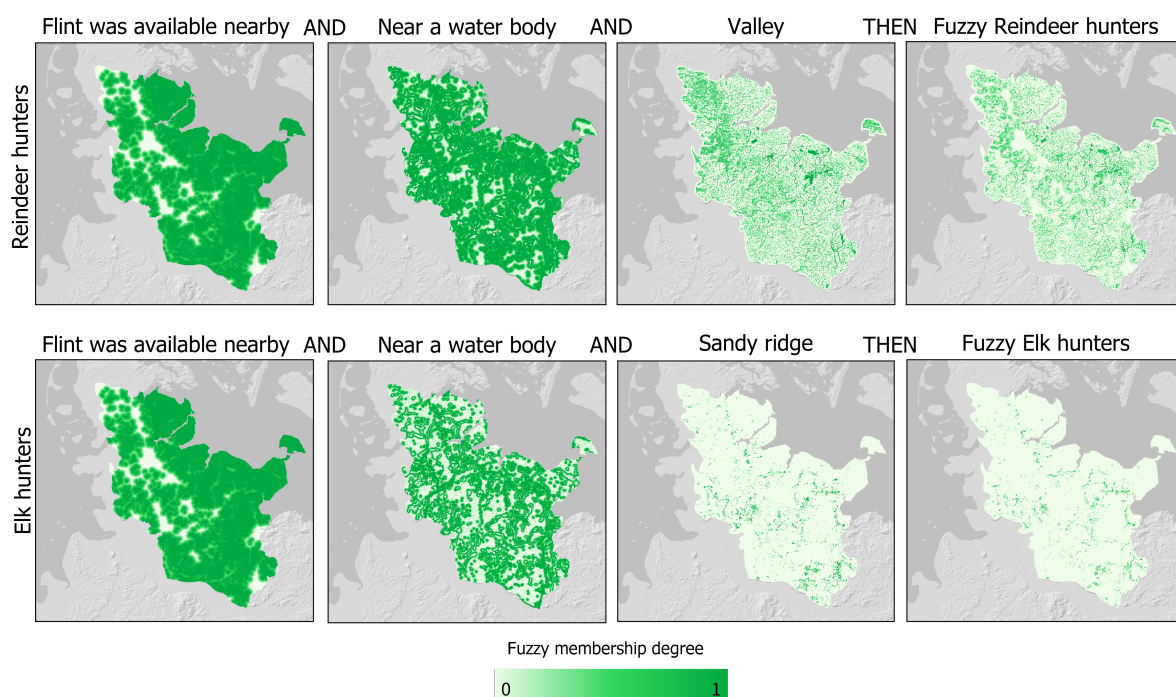 Flint was available nearby AND Near a water body AND Valley THEN Fuzzy Reindeer hunters
Reindeer hunters
Flint was available nearby AND Near a water body AND Sandy ridge THEN Fuzzy Elk hunters
Elk hunters
Fuzzy membership degree
0 1